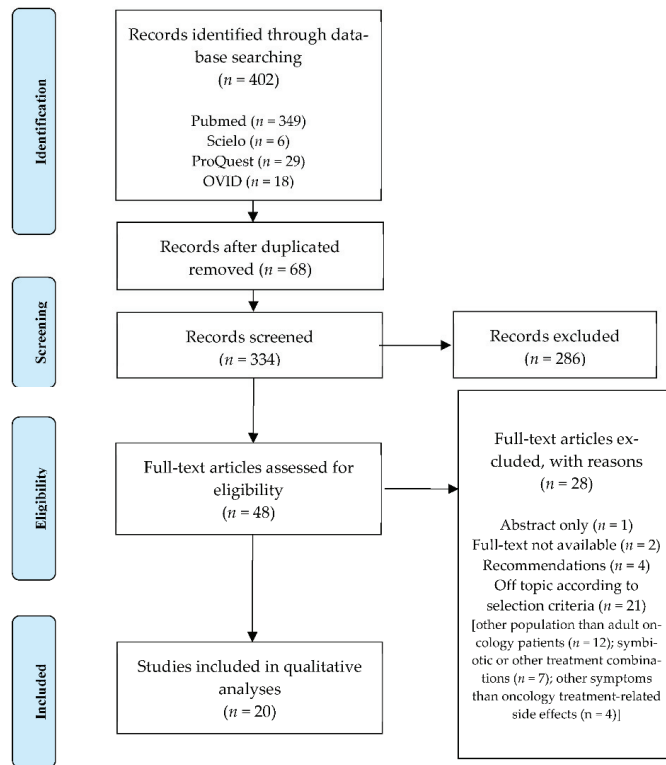 Identification
Records identified through data-
base searching
(n = 402)
Pubmed (n = 349)
Scielo (n = 6)
ProQuest (n = 29)
OVID (n = 18)
Records after duplicated
removed (n = 68)
Screening
Records screened
(n = 334)
Records excluded
(n = 286)
Eligibility
Full-text articles assessed for
eligibility
(n = 48)
Full-text articles ex-
cluded, with reasons
(n = 28)
Abstract only (n = 1)
Full-text not available (n = 2)
Recommendations (n = 4)
Off topic according to
selection criteria (n = 21)
[other population than adult on-
cology patients (n = 12); symbi-
otic or other treatment combina-
tions (n = 7); other symptoms
than oncology treatment-related
side effects (n = 4)]
Included
Studies included in qualitative
analyses
(n = 20)